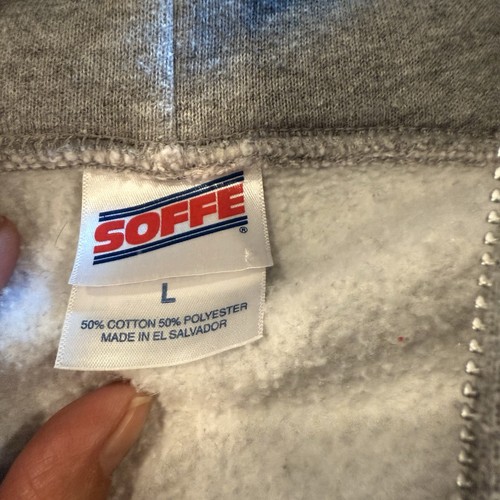 SOFFE®
L
50% COTTON 50% POLYESTER
MADE IN EL SALVADOR